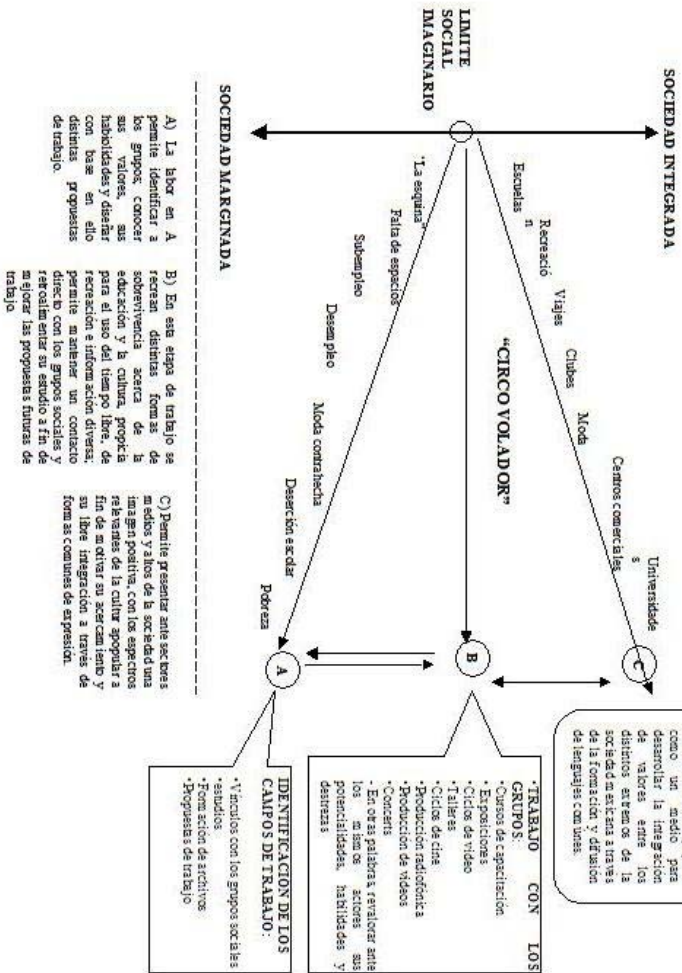 SOCIEDAD INTEGRADA
LIMITE
SOCIAL
IMAGINARIO
SOCIEDAD MARGINADA
Escuelas
Recreació
n
Viajes
Clubes
Moda
Centros comerciales
Universidade
s
"CIRCO VOLADOR"
"La esquina"
Falta de espacios
Subempleo
Desempleo
Moda contrahecha
Deserción escolar
Pobreza
C
B
A
como un medio para
desarrollar la integración
de valores entre los
distintos extremos de la
sociedad mexicana a través
de la formación y difusión
de lenguajes comúnes.
•TRABAJO CON LOS
GRUPOS:
•Cursos de capacitación
•Exposiciones
•Ciclos de video
•Talleres
•Ciclos de cine
•Producción radiofónica
•Producción de videos
•Concerts
- En otras palabras, revalorar ante
los mismos actores sus
potencialidades, habilidades y
destrezas
IDENTIFICACION DE LOS
CAMPOS DE TRABAJO:
•Vínculos con los grupos sociales
•estudios
•Formación de archivos
•Propuestas de trabajo
A) La labor en A
permite identificar a
los grupos; conocer
sus valores, sus
habiolidades y diseñar
con base en ello
distintas propuestas
de trabajo.
B) En esta etapa de trabajo se
recrean distintas formas de
sobrevivencia acerca de la
educación y la cultura, propicia
para el uso del tiempo libre, de
recreación e información diversa;
permite mantener un contacto
directo con los grupos sociales y
retroalimentar su estudio a fin de
mejorar las propuestas futuras de
trabajo.
C) Permite presentar ante sectores
medios y altos de la sociedad una
imagen positiva, con los espectros
relevantes de la cultur apopular a
fin de motivar su acercamiento y
su libre integración a través de
formas comunes de expresión.